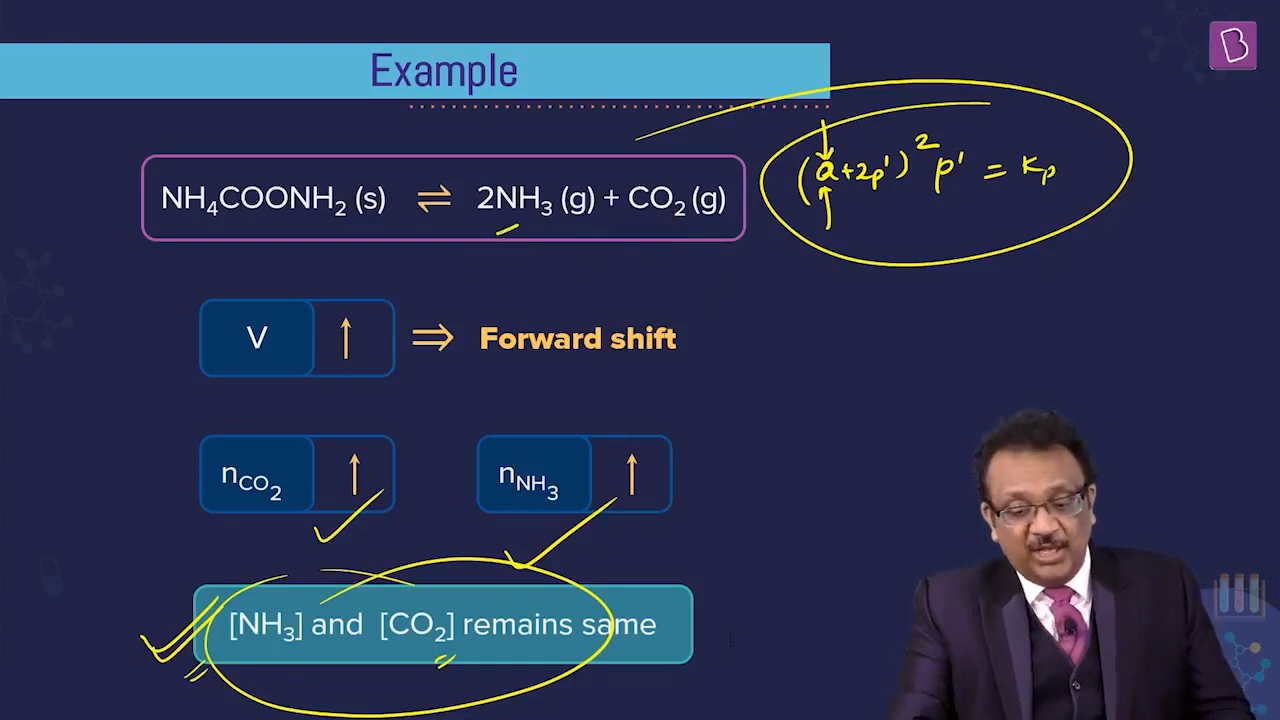 Example
NH₄COONH₂ (s) ⇌ 2NH₃ (g) + CO₂ (g)
(a+2p')² p' = Kp
V ↑ ⇒ Forward shift
nCO₂ ↑ nNH₃ ↑
[NH₃] and [CO₂] remains same
B